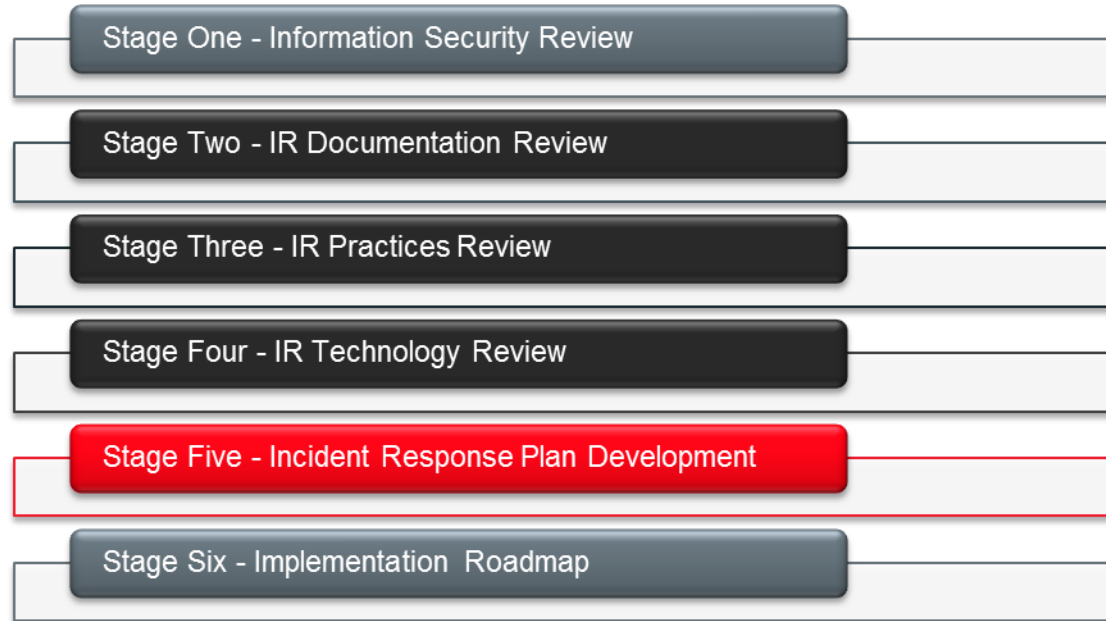 Stage One - Information Security Review
Stage Two - IR Documentation Review
Stage Three - IR Practices Review
Stage Four - IR Technology Review
Stage Five - Incident Response Plan Development
Stage Six - Implementation Roadmap